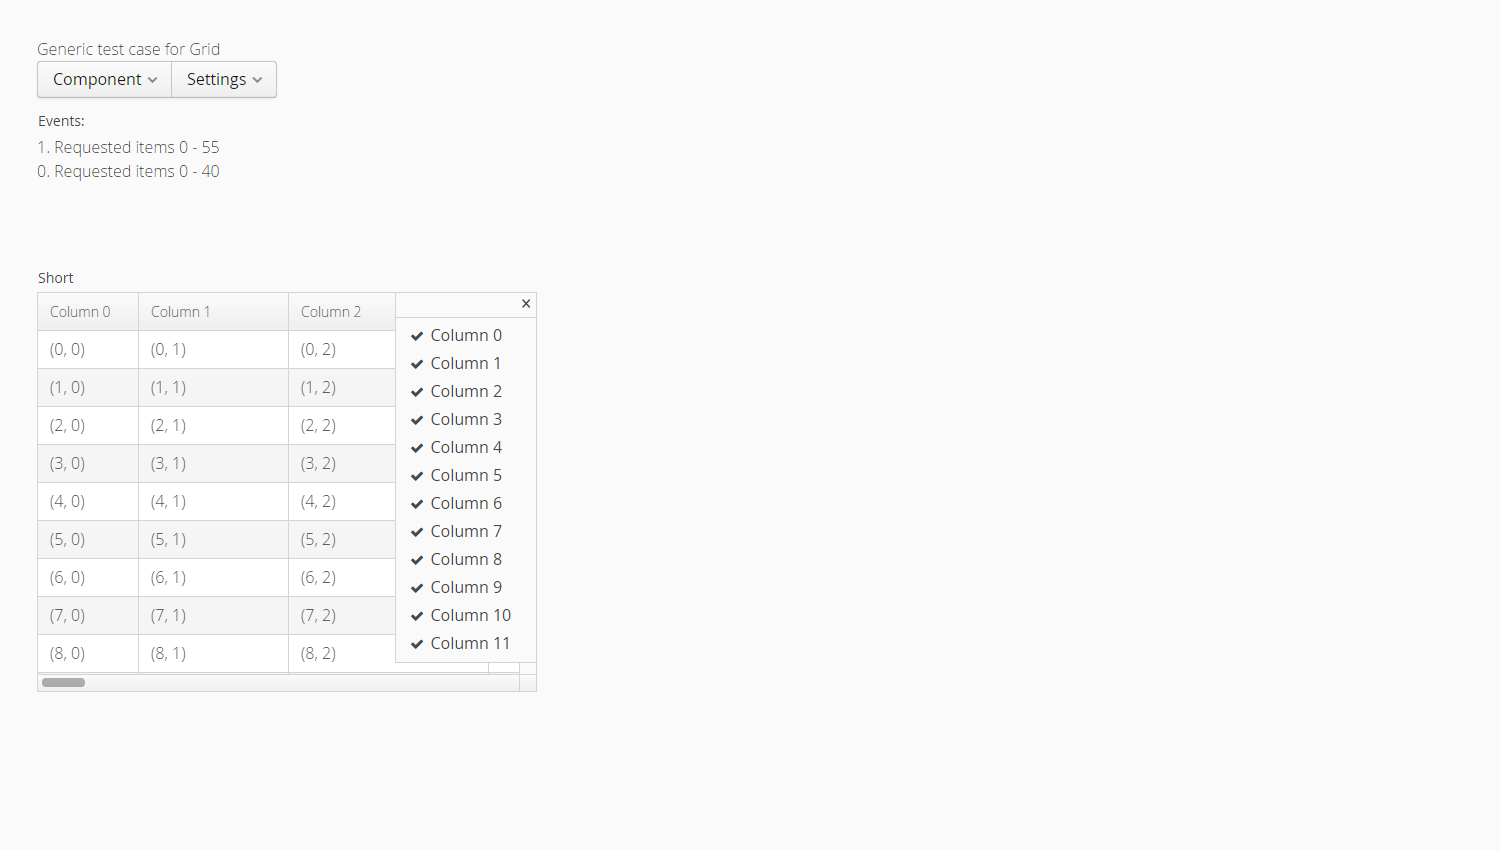 Generic test case for Grid
Component Settings
Events:
1. Requested items 0 - 55
0. Requested items 0 - 40
Short
Column 0 Column 1 Column 2
(0, 0) (0, 1) (0, 2)
(1, 0) (1, 1) (1, 2)
(2, 0) (2, 1) (2, 2)
(3, 0) (3, 1) (3, 2)
(4, 0) (4, 1) (4, 2)
(5, 0) (5, 1) (5, 2)
(6, 0) (6, 1) (6, 2)
(7, 0) (7, 1) (7, 2)
(8, 0) (8, 1) (8, 2)
Column 0
Column 1
Column 2
Column 3
Column 4
Column 5
Column 6
Column 7
Column 8
Column 9
Column 10
Column 11